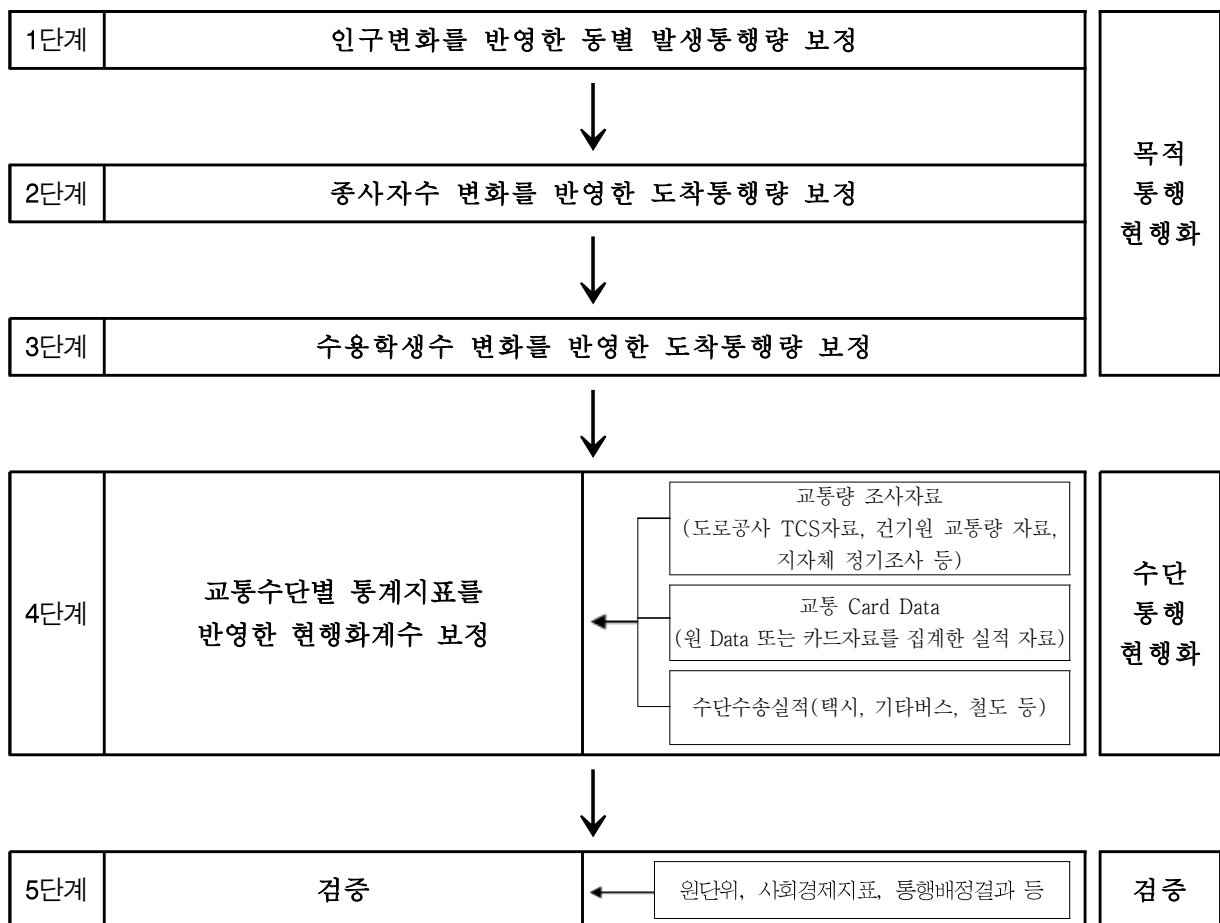 1단계
인구변화를 반영한 동별 발생통행량 보정
2단계
종사자수 변화를 반영한 도착통행량 보정
3단계
수용학생수 변화를 반영한 도착통행량 보정
목적
통행
현행화
4단계
교통수단별 통계지표를
반영한 현행화계수 보정
교통량 조사자료
(도로공사 TCS자료, 건기원 교통량 자료,
지자체 정기조사 등)
교통 Card Data
(원 Data 또는 카드자료를 집계한 실적 자료)
수단수송실적(택시, 기타버스, 철도 등)
수단
통행
현행화
5단계
검증
원단위, 사회경제지표, 통행배정결과 등
검증